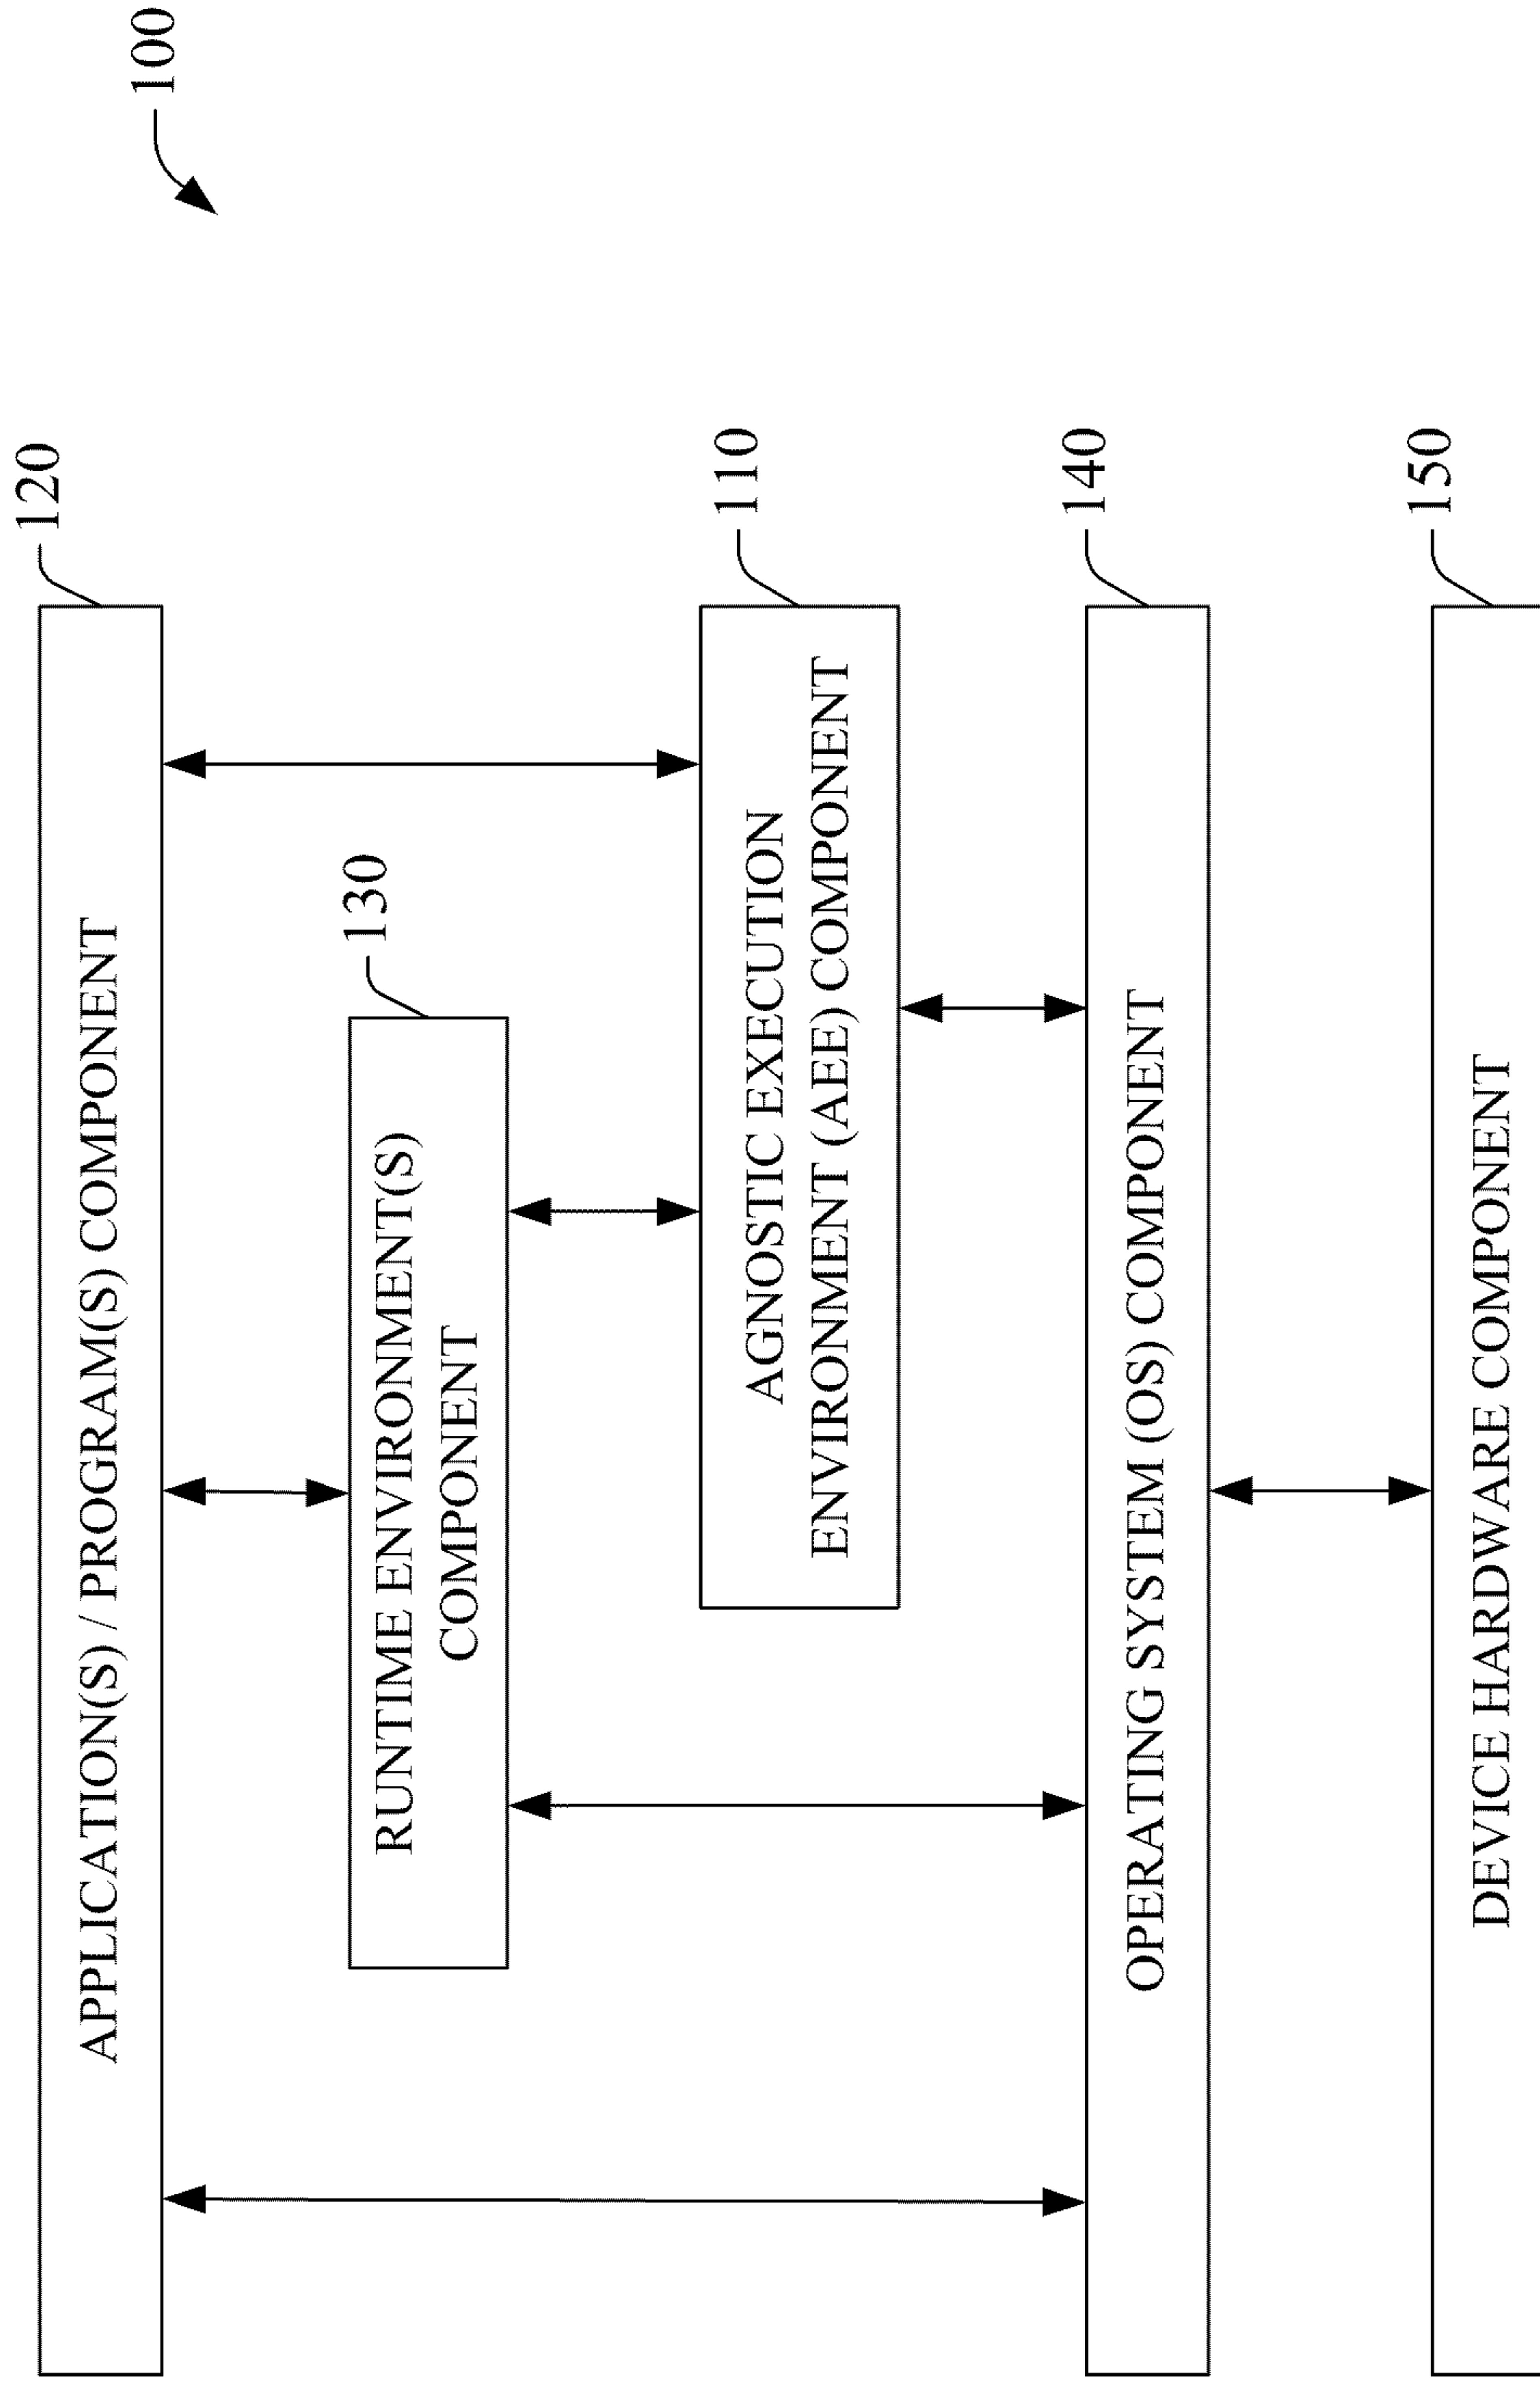 100
120
APPLICATION(S) / PROGRAM(S) COMPONENT
130
RUNTIME ENVIRONMENT(S)
COMPONENT
110
AGNOSTIC EXECUTION
ENVIRONMENT (AEE) COMPONENT
140
OPERATING SYSTEM (OS) COMPONENT
150
DEVICE HARDWARE COMPONENT